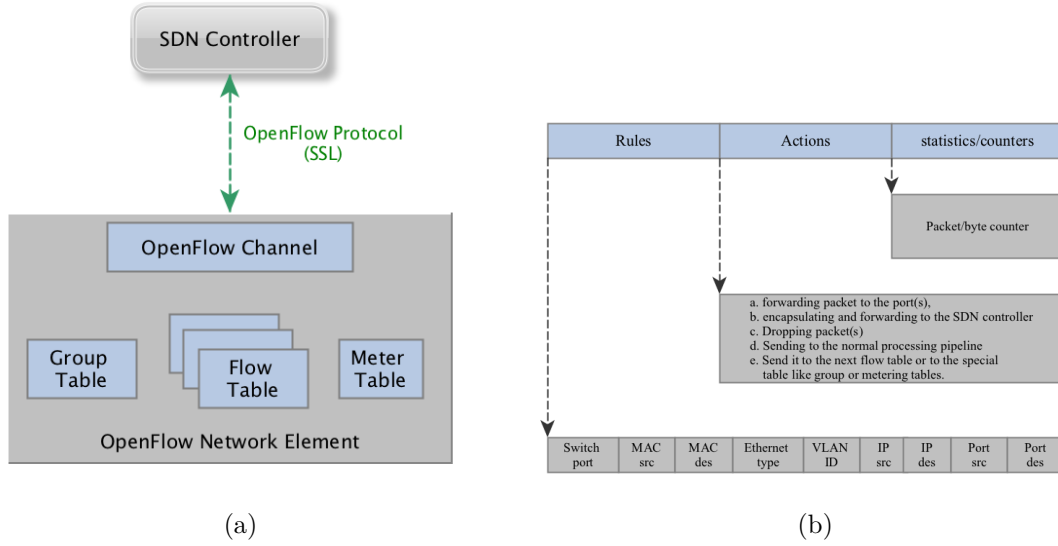 SDN Controller
OpenFlow Protocol
(SSL)
OpenFlow Channel
Group
Table
Flow
Table
Meter
Table
OpenFlow Network Element
(a)
Rules
Actions
statistics/counters
Packet/byte counter
a. forwarding packet to the port(s),
b. encapsulating and forwarding to the SDN controller
c. Dropping packet(s)
d. Sending to the normal processing pipeline
e. Send it to the next flow table or to the special
table like group or metering tables.
Switch
port
MAC
src
MAC
des
Ethernet
type
VLAN
ID
IP
src
IP
des
Port
src
Port
des
(b)